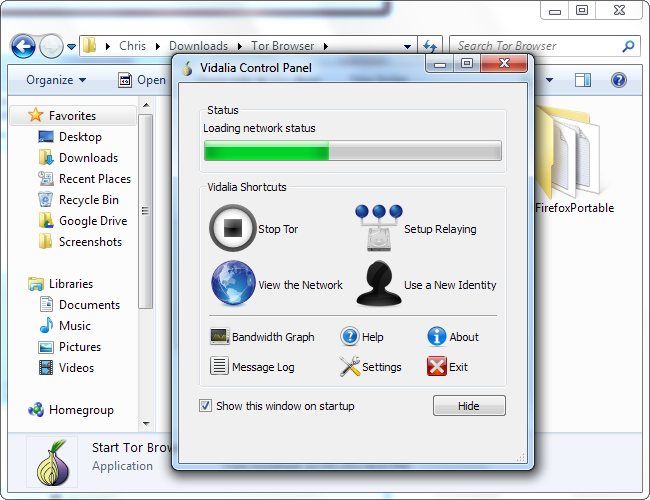 Chris
Downloads
Tor Browser
Search Tor Browser
Organize
Open
Vidalia Control Panel
Favorites
Desktop
Downloads
Recent Places
Recycle Bin
Google Drive
Screenshots
Libraries
Documents
Music
Pictures
Videos
Homegroup
Status
Loading network status
Vidalia Shortcuts
Stop Tor
Setup Relaying
View the Network
Use a New Identity
Bandwidth Graph
Help
About
Message Log
Settings
Exit
Show this window on startup
Hide
FirefoxPortable
Start Tor Brow
Application